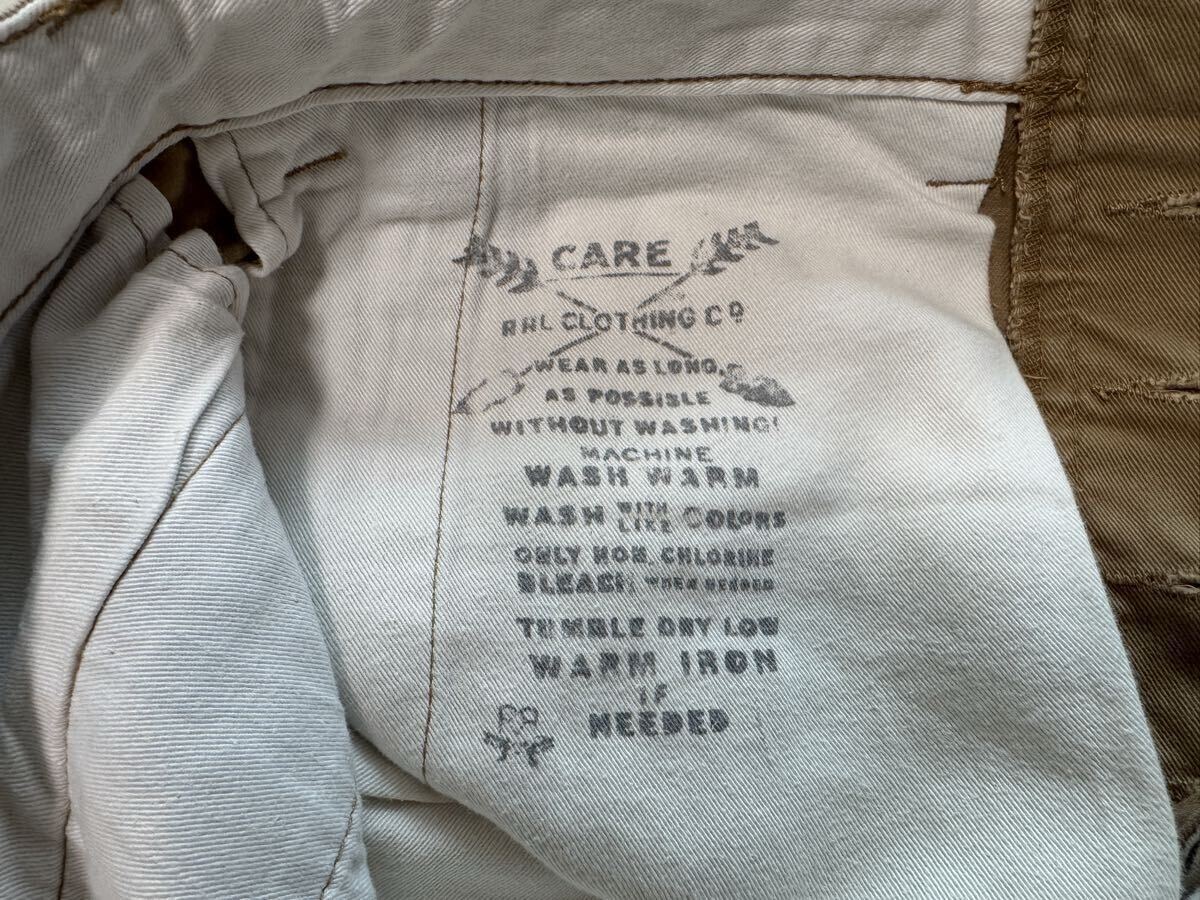 CARE
RRL CLOTHING CO
WEAR AS LONG
AS POSSIBLE
WITHOUT WASHING!
MACHINE
WASH WARM
WASH WITH LIKE COLORS
ONLY NON. CHLORINE
BLEACH, WHEN NEEDED
TUMBLE DRY LOW
WARM IRON
IF
NEEDED